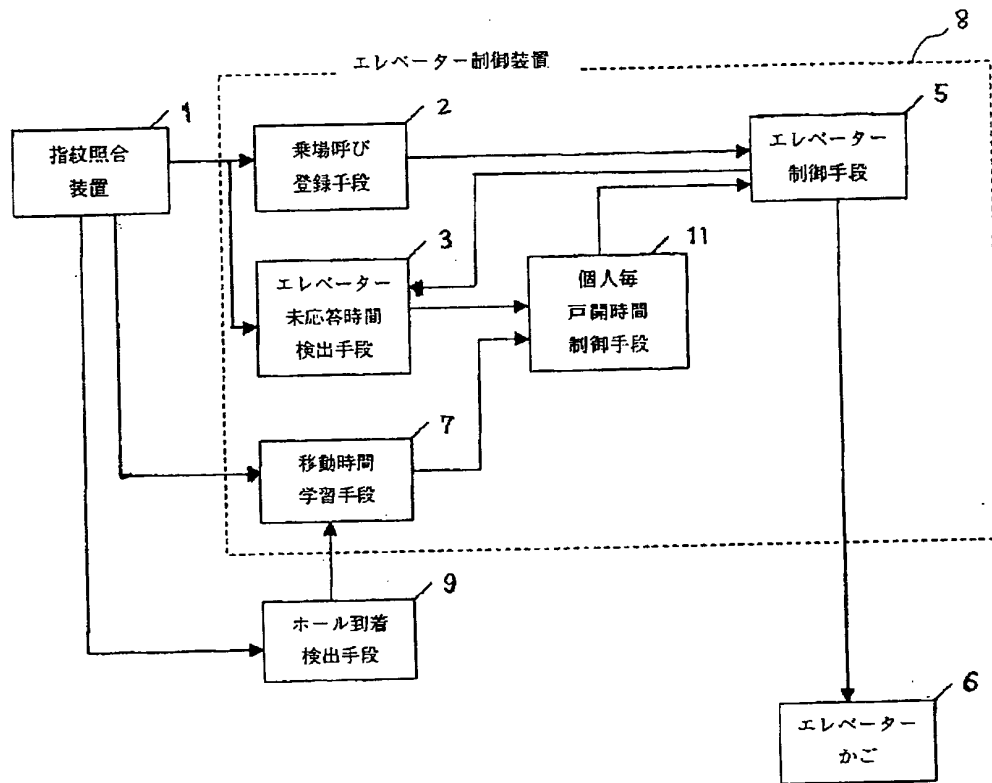 8
エレベーター制御装置
1
指紋照合
装置
2
乗場呼び
登録手段
5
エレベーター
制御手段
3
エレベーター
未応答時間
検出手段
11
個人毎
戸開時間
制御手段
7
移動時間
学習手段
9
ホール到着
検出手段
6
エレベーター
かご